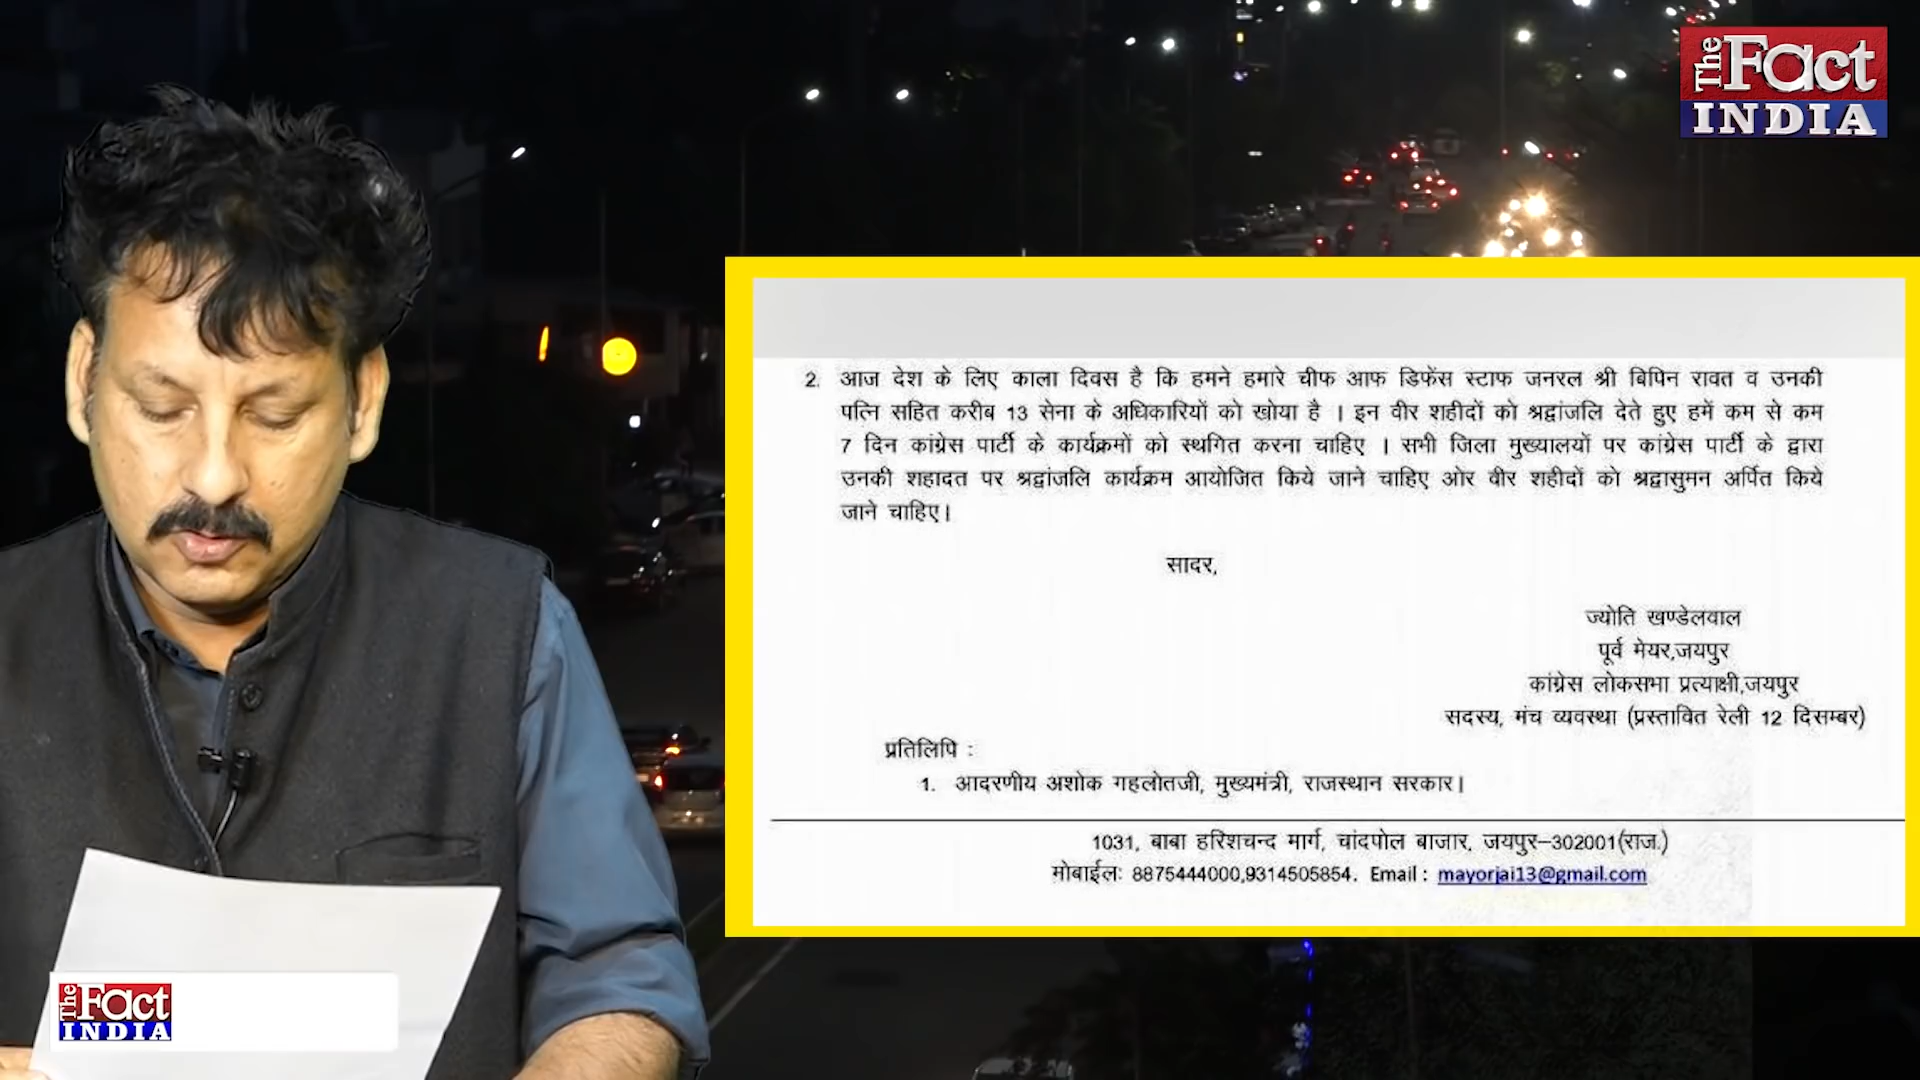 The Fact
INDIA
2. आज देश के लिए काला दिवस है कि हमने हमारे चीफ आफ डिफेंस स्टाफ जनरल श्री बिपिन रावत व उनकी
पत्नि सहित करीब 13 सेना के अधिकारियों को खोया है । इन वीर शहीदों को श्रद्वांजलि देते हुए हमें कम से कम
7 दिन कांग्रेस पार्टी के कार्यक्रमों को स्थगित करना चाहिए । सभी जिला मुख्यालयों पर कांग्रेस पार्टी के द्वारा
उनकी शहादत पर श्रद्वांजलि कार्यक्रम आयोजित किये जाने चाहिए ओर वीर शहीदों को श्रद्वासुमन अर्पित किये
जाने चाहिए।
सादर,
ज्योति खण्डेलवाल
पूर्व मेयर,जयपुर
कांग्रेस लोकसभा प्रत्याक्षी,जयपुर
सदस्य, मंच व्यवस्था (प्रस्तावित रेली 12 दिसम्बर)
प्रतिलिपि :
1. आदरणीय अशोक गहलोतजी, मुख्यमंत्री, राजस्थान सरकार।
1031, बाबा हरिशचन्द मार्ग, चांदपोल बाजार, जयपुर–302001(राज.)
मोबाईलः 8875444000,9314505854. Email : mayorjai13@gmail.com
The Fact
INDIA